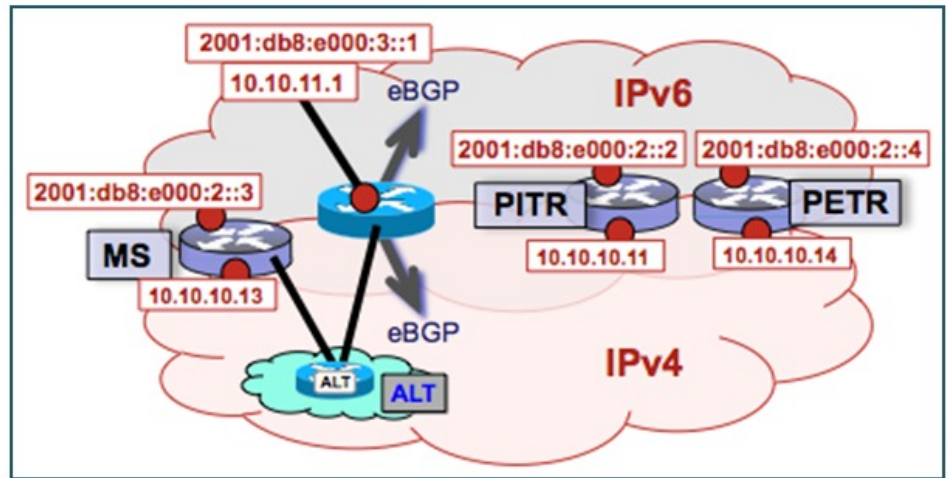 2001:db8:e000:3::1
10.10.11.1
eBGP
IPv6
2001:db8:e000:2::2
2001:db8:e000:2::4
2001:db8:e000:2::3
PITR
PETR
MS
10.10.10.11
10.10.10.14
10.10.10.13
eBGP
IPv4
ALT
ALT